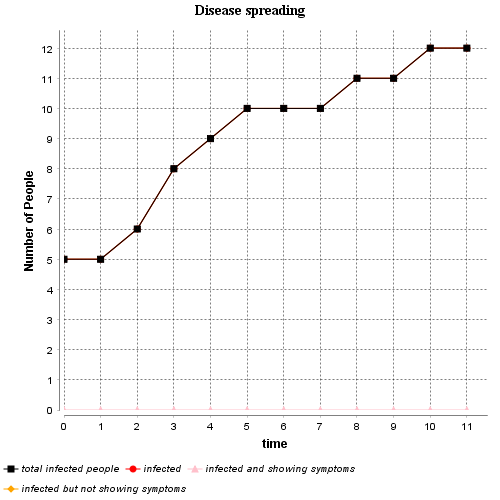 Disease spreading
Number of People
12
11
10
9
8
7
6
5
4
3
2
1
0
0 1 2 3 4 5 6 7 8 9 10 11
time
total infected people infected infected and showing symptoms
infected but not showing symptoms